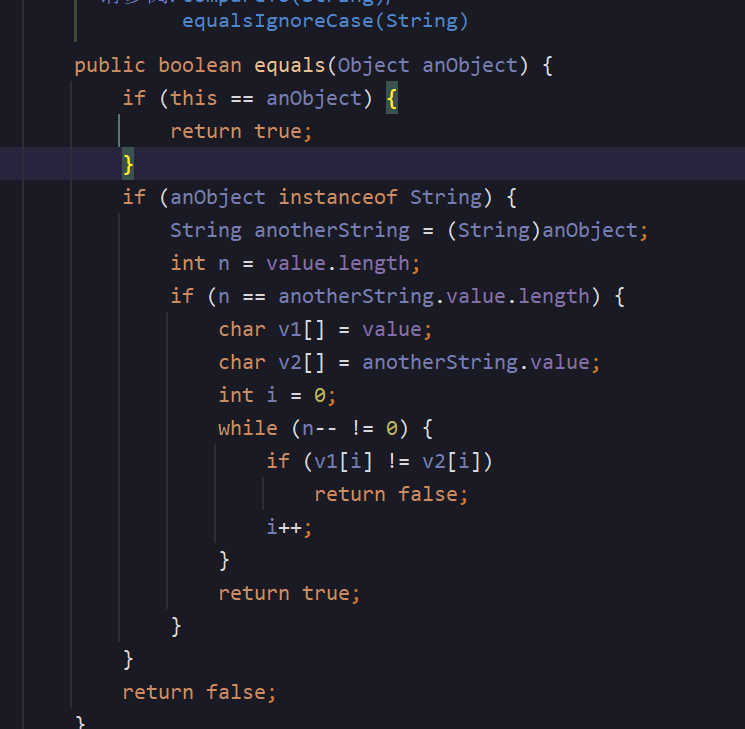 compareTo(String),
equalsIgnoreCase(String)
public boolean equals(Object anObject) {
if (this == anObject) {
return true;
}
if (anObject instanceof String) {
String anotherString = (String)anObject;
int n = value.length;
if (n == anotherString.value.length) {
char v1[] = value;
char v2[] = anotherString.value;
int i = 0;
while (n-- != 0) {
if (v1[i] != v2[i])
return false;
i++;
}
return true;
}
}
return false;
}